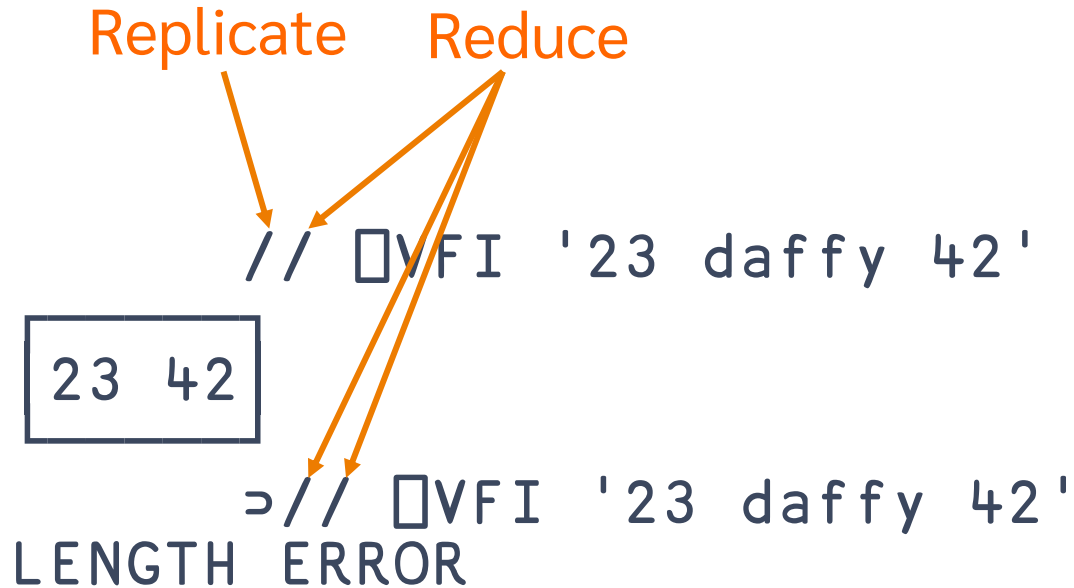 Replicate Reduce
// ⎕VFI '23 daffy 42'
23 42
⊃// ⎕VFI '23 daffy 42'
LENGTH ERROR